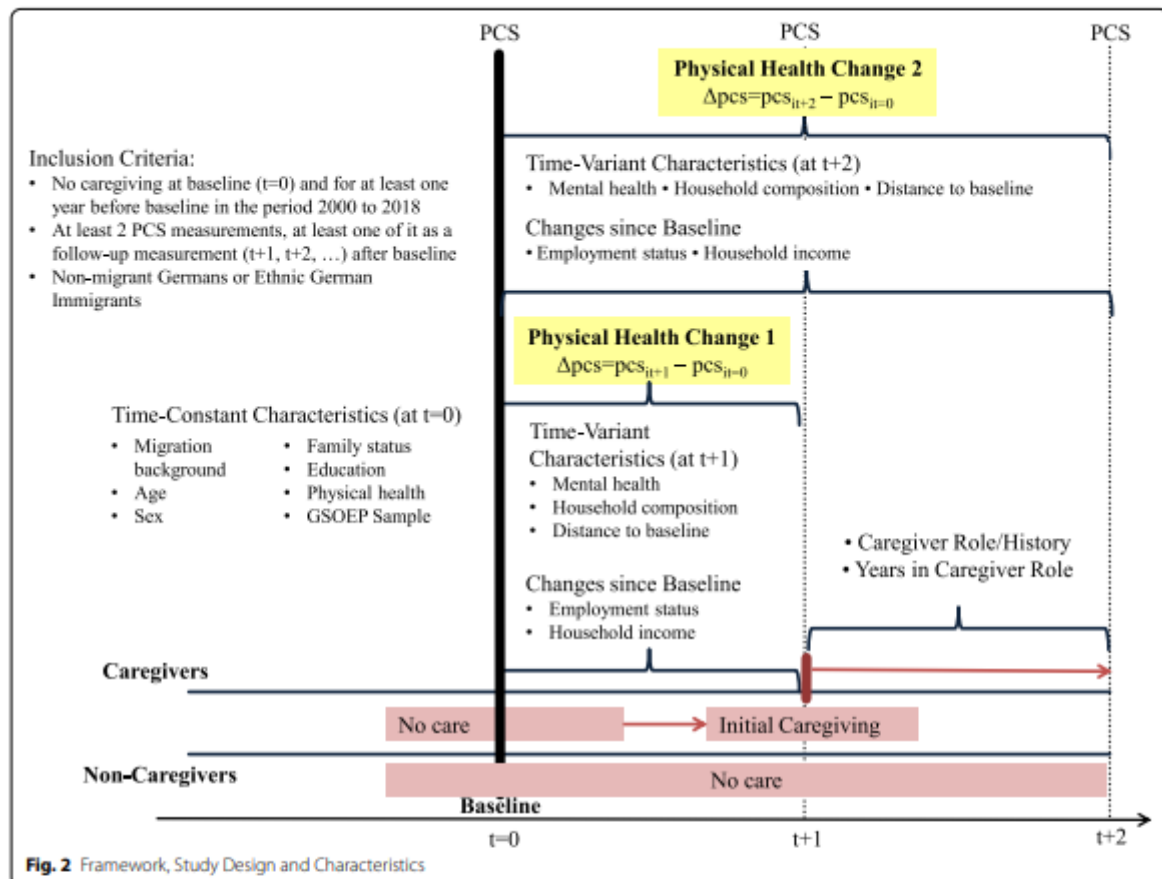 PCS
PCS
PCS
Physical Health Change 2
Δpcs=pcsit+2 – pcsit=0
Inclusion Criteria:
• No caregiving at baseline (t=0) and for at least one
year before baseline in the period 2000 to 2018
• At least 2 PCS measurements, at least one of it as a
follow-up measurement (t+1, t+2, …) after baseline
• Non-migrant Germans or Ethnic German
Immigrants
Time-Variant Characteristics (at t+2)
• Mental health • Household composition • Distance to baseline
Changes since Baseline
• Employment status • Household income
Physical Health Change 1
Δpcs=pcsit+1 – pcsit=0
Time-Constant Characteristics (at t=0)
• Migration
background
• Age
• Sex
• Family status
• Education
• Physical health
• GSOEP Sample
Time-Variant
Characteristics (at t+1)
• Mental health
• Household composition
• Distance to baseline
Changes since Baseline
• Employment status
• Household income
• Caregiver Role/History
• Years in Caregiver Role
Caregivers
No care
Initial Caregiving
Non-Caregivers
No care
Baseline
t=0
t+1
t+2
Fig. 2 Framework, Study Design and Characteristics